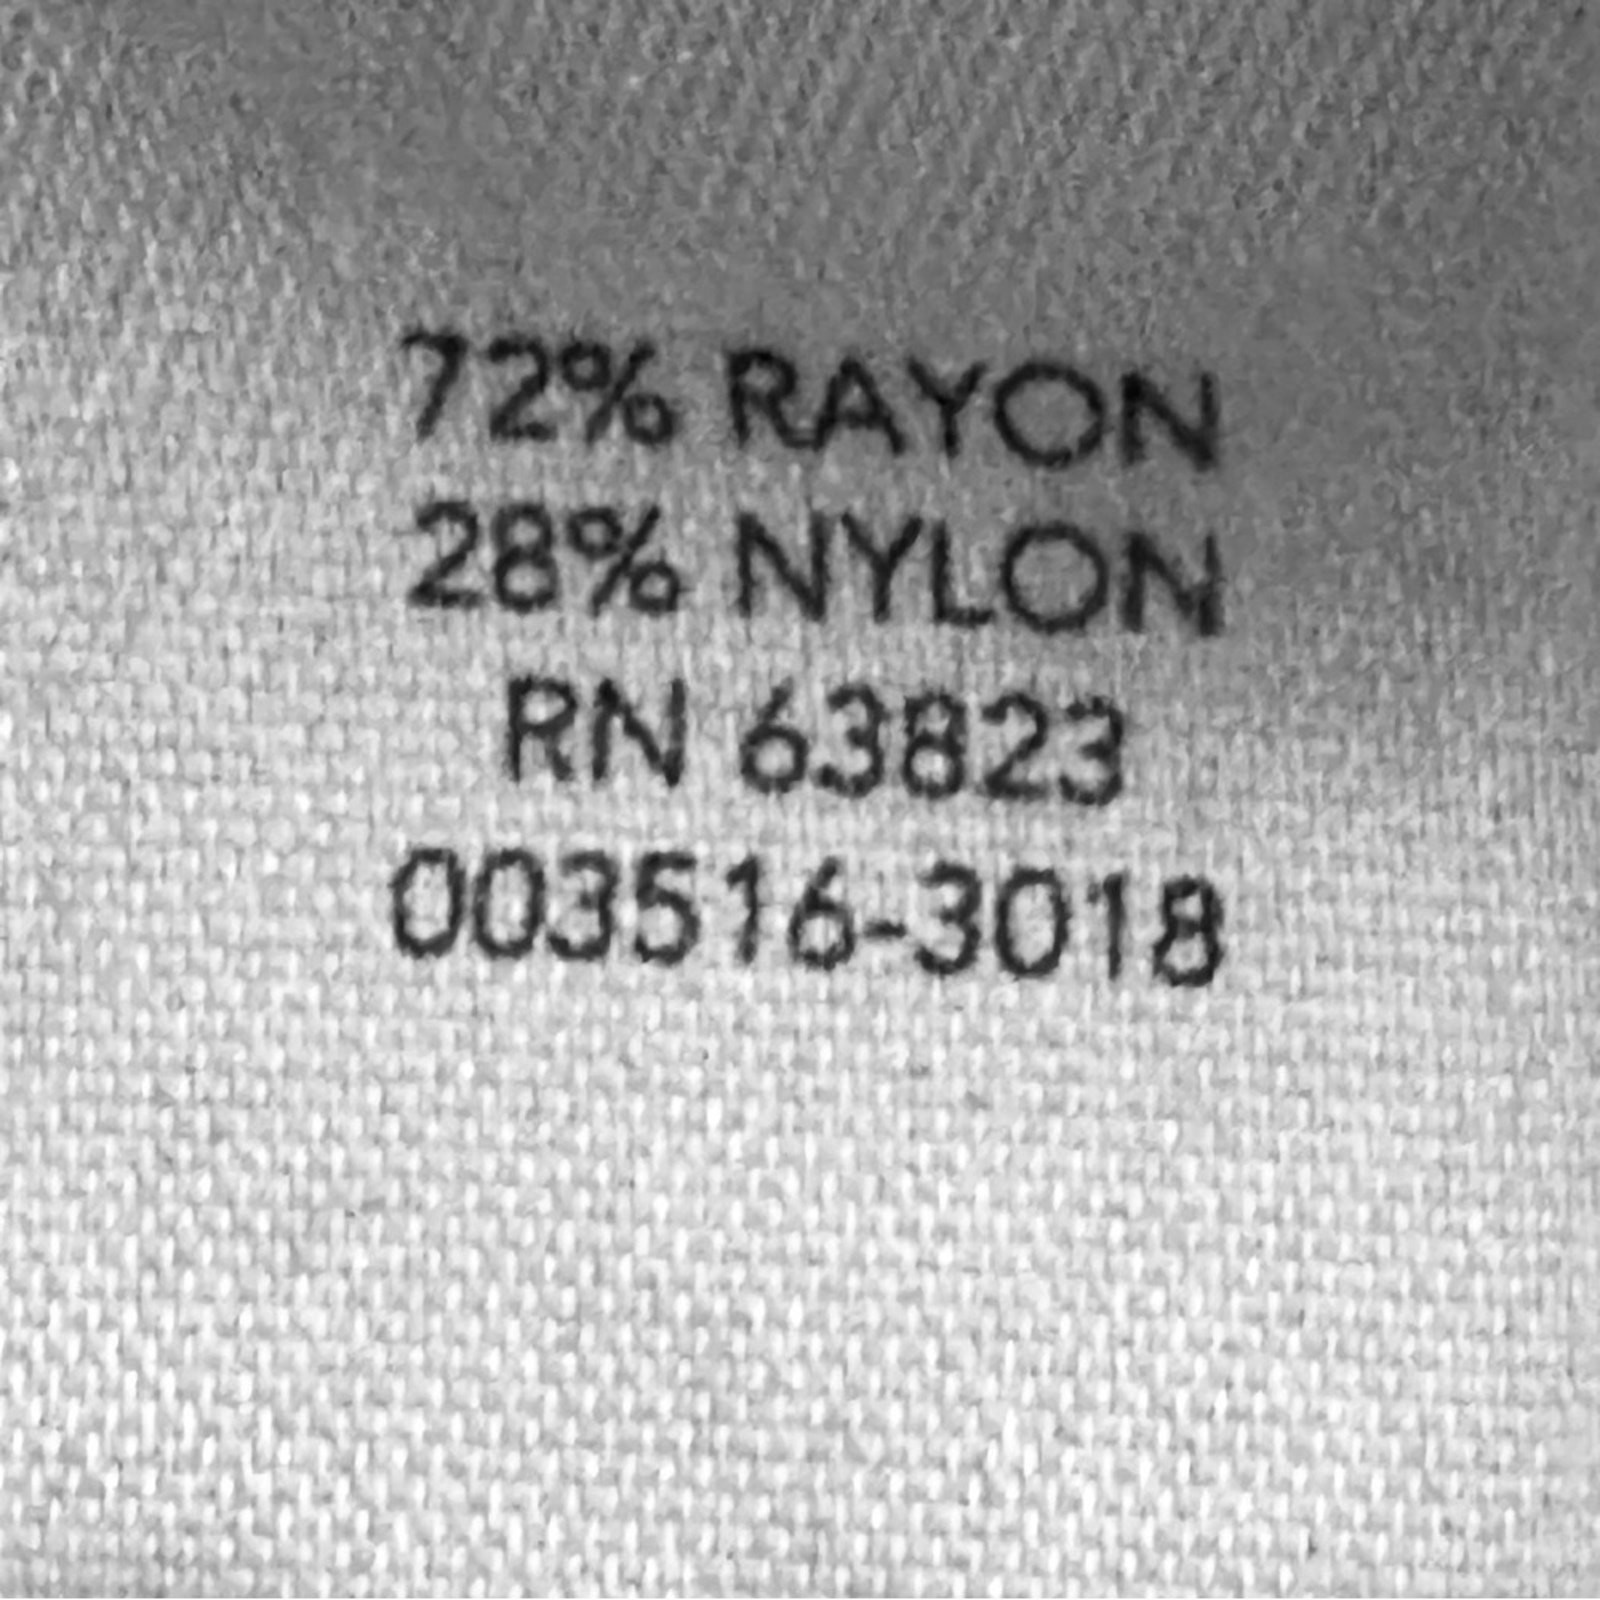 72% RAYON
28% NYLON
RN 63823
003516-3018